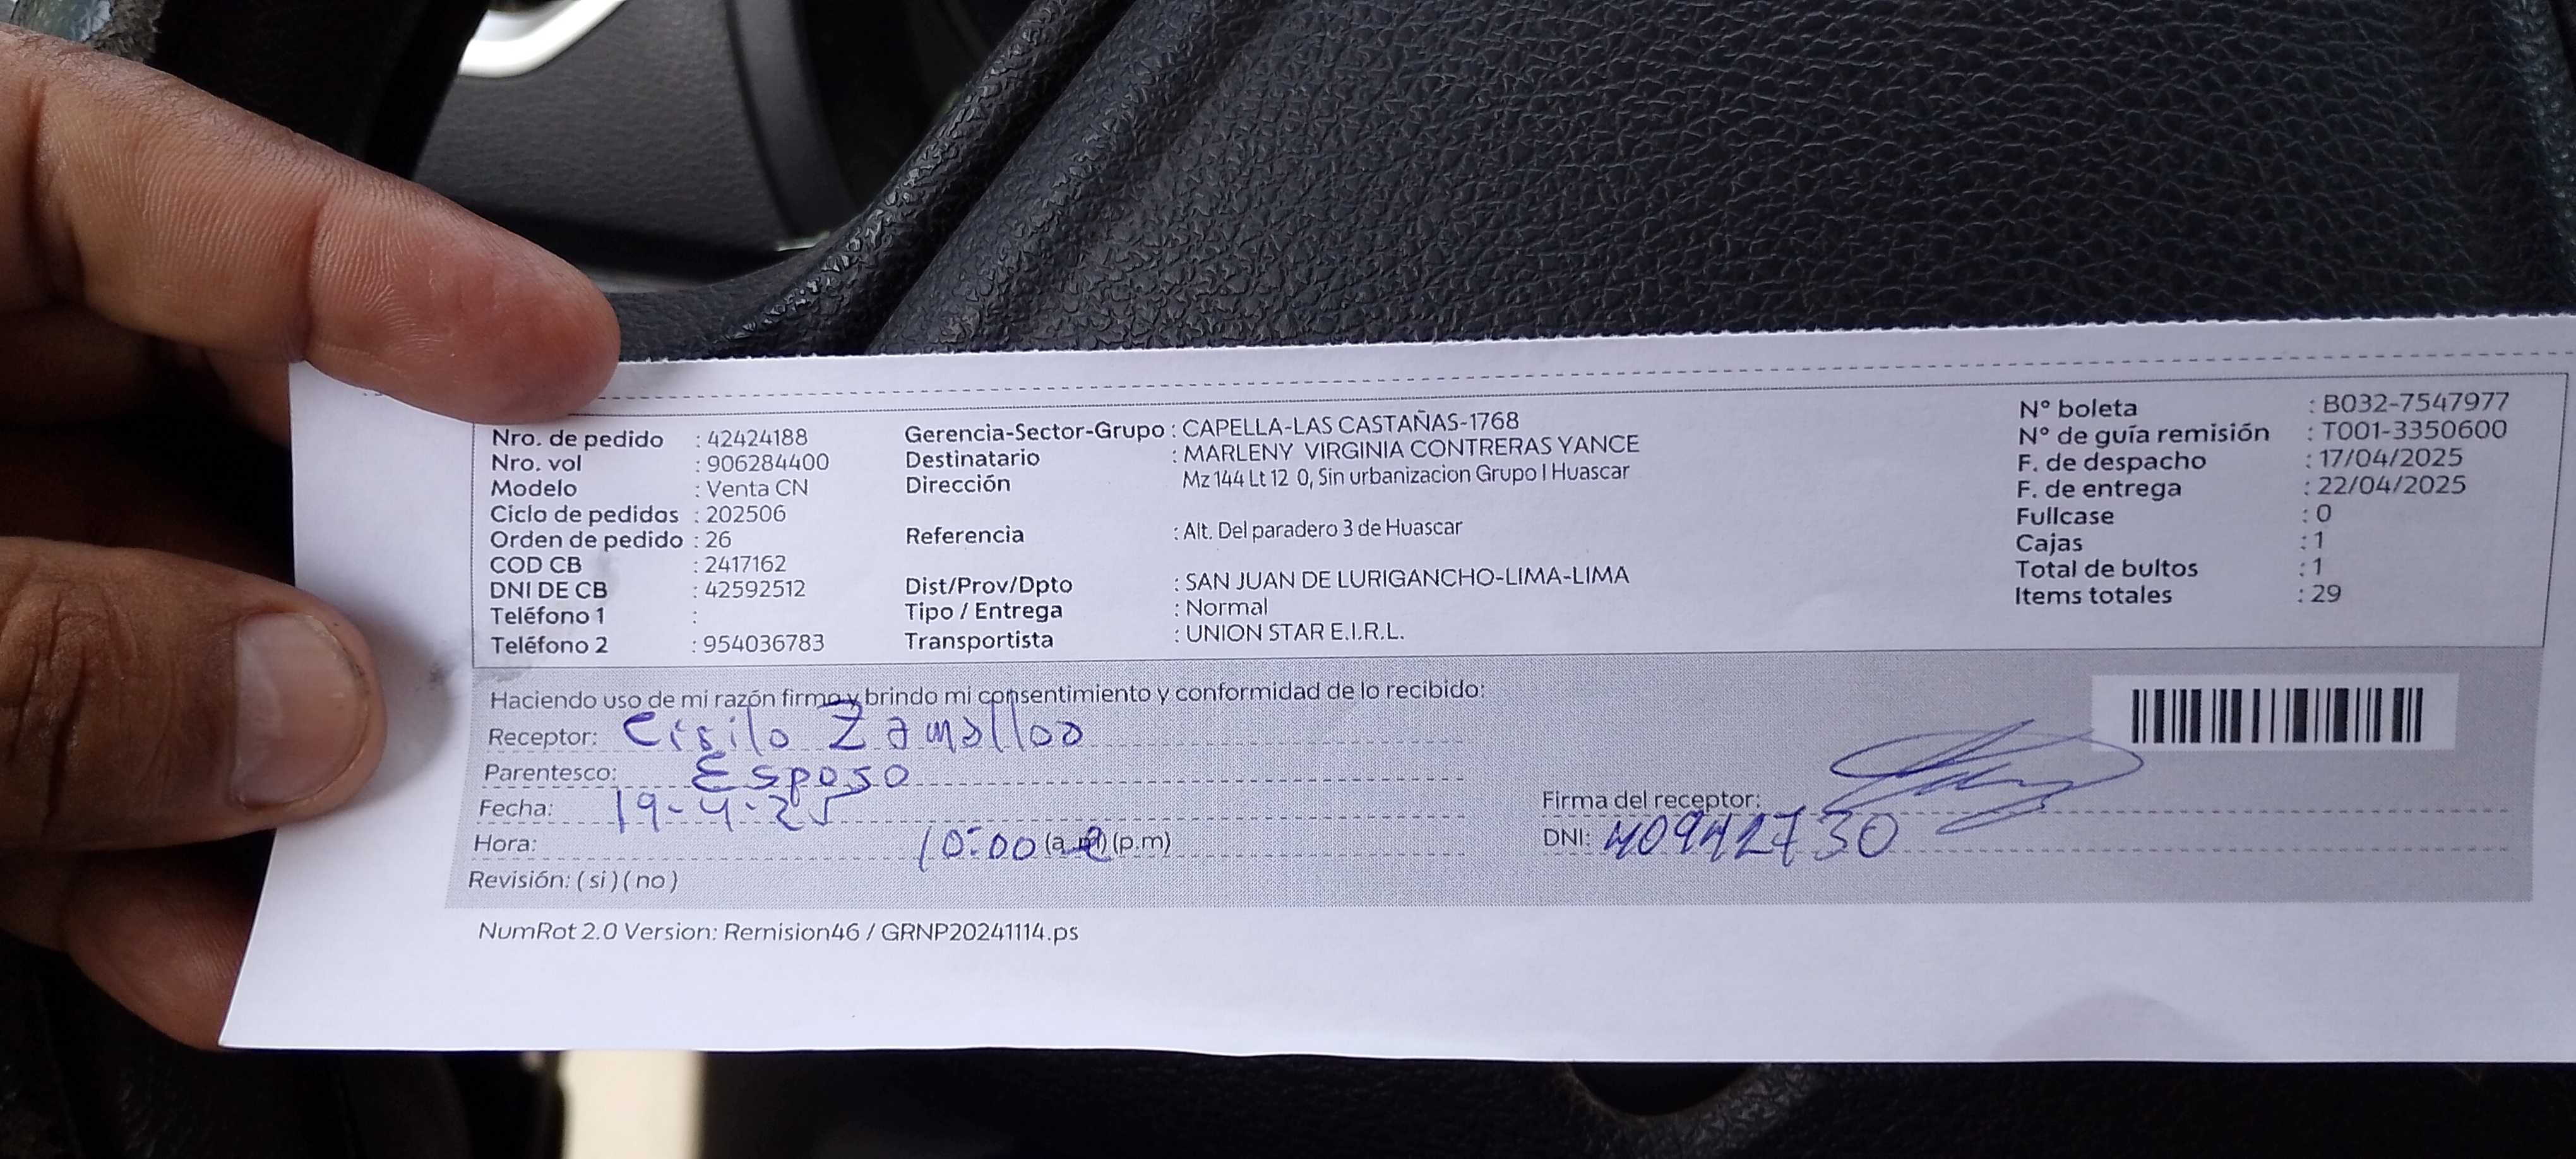 Nro. de pedido : 42424188
Nro. vol : 906284400
Modelo : Venta CN
Ciclo de pedidos : 202506
Orden de pedido : 26
COD CB : 2417162
DNI DE CB : 42592512
Teléfono 1 :
Teléfono 2 : 954036783
Gerencia-Sector-Grupo : CAPELLA-LAS CASTAÑAS-1768
Destinatario : MARLENY VIRGINIA CONTRERAS YANCE
Dirección Mz 144 Lt 12 0, Sin urbanizacion Grupo I Huascar
Referencia : Alt. Del paradero 3 de Huascar
Dist/Prov/Dpto : SAN JUAN DE LURIGANCHO-LIMA-LIMA
Tipo / Entrega : Normal
Transportista : UNION STAR E.I.R.L.
N° boleta : B032-7547977
N° de guía remisión : T001-3350600
F. de despacho : 17/04/2025
F. de entrega : 22/04/2025
Fullcase : 0
Cajas : 1
Total de bultos : 1
Items totales : 29
Haciendo uso de mi razón firmo y brindo mi consentimiento y conformidad de lo recibido:
Receptor: Cisilo Zamalloa
Parentesco: Esposo
Fecha: 19-4-25
Hora: 10:00 (a.m) (p.m)
Revisión: ( si ) ( no )
Firma del receptor:
DNI: 40942730
NumRot 2.0 Version: Remision46 / GRNP20241114.ps